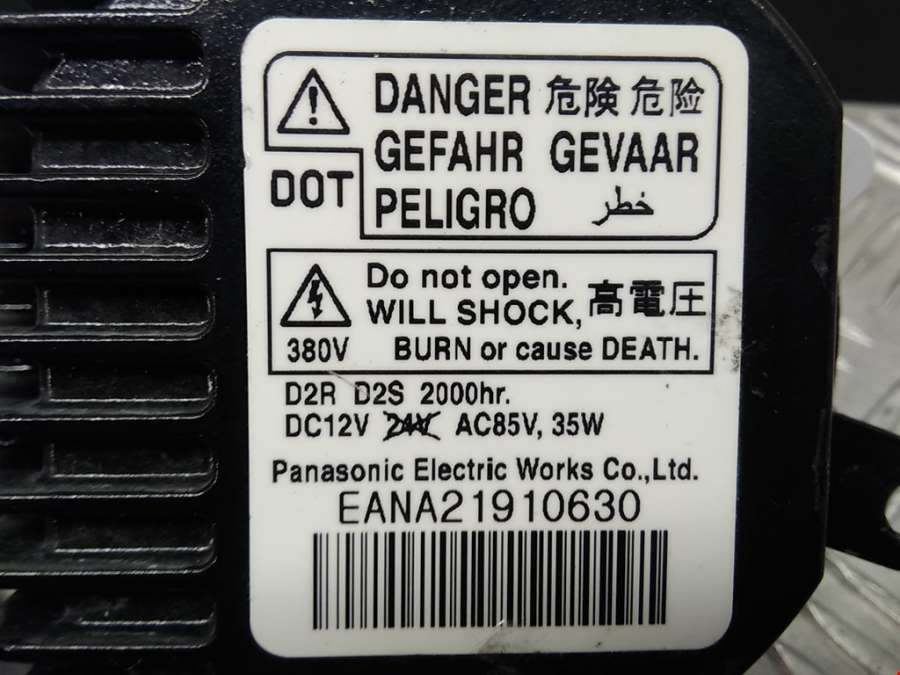 DANGER 危険 危险
GEFAHR GEVAAR
DOT PELIGRO خطر
Do not open.
WILL SHOCK, 高電圧
380V BURN or cause DEATH.
D2R D2S 2000hr.
DC12V 24V AC85V, 35W
Panasonic Electric Works Co.,Ltd.
EANA21910630